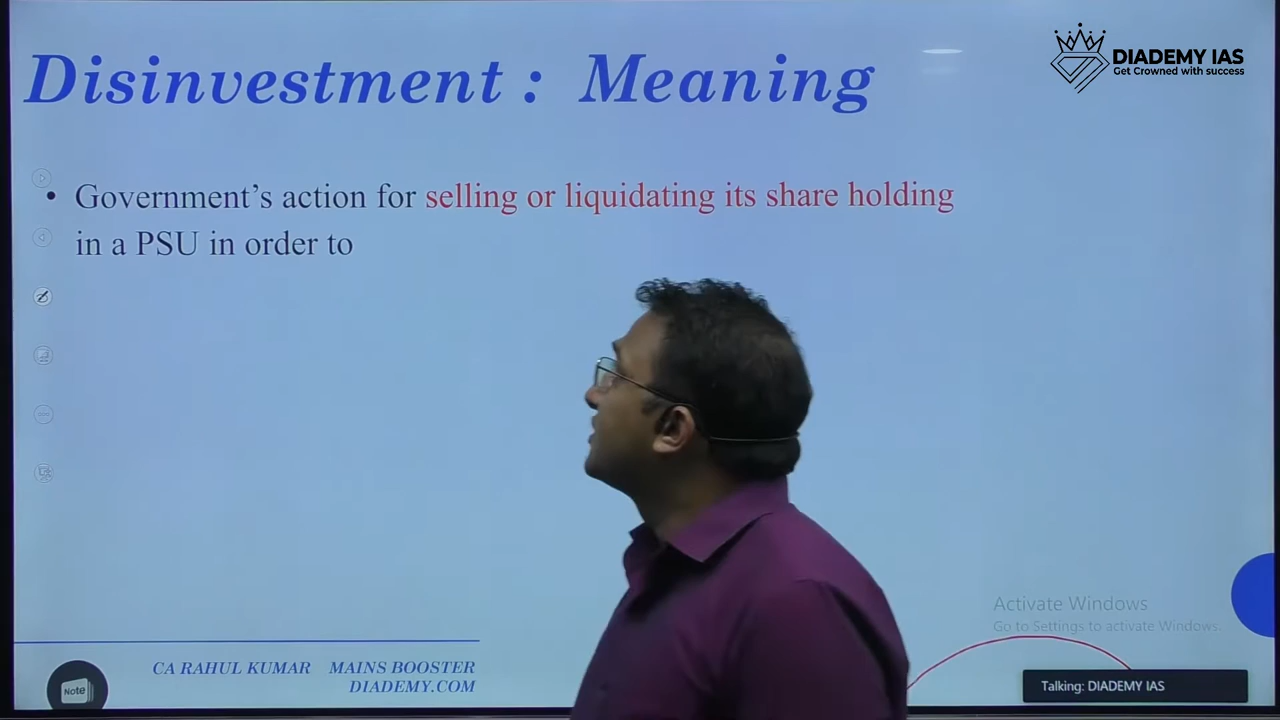 DIADEMY IAS
Get Crowned with success
Disinvestment : Meaning
• Government's action for selling or liquidating its share holding
in a PSU in order to
Activate Windows
Go to Settings to activate Windows.
CA RAHUL KUMAR MAINS BOOSTER
DIADEMY.COM
Note
Talking: DIADEMY IAS